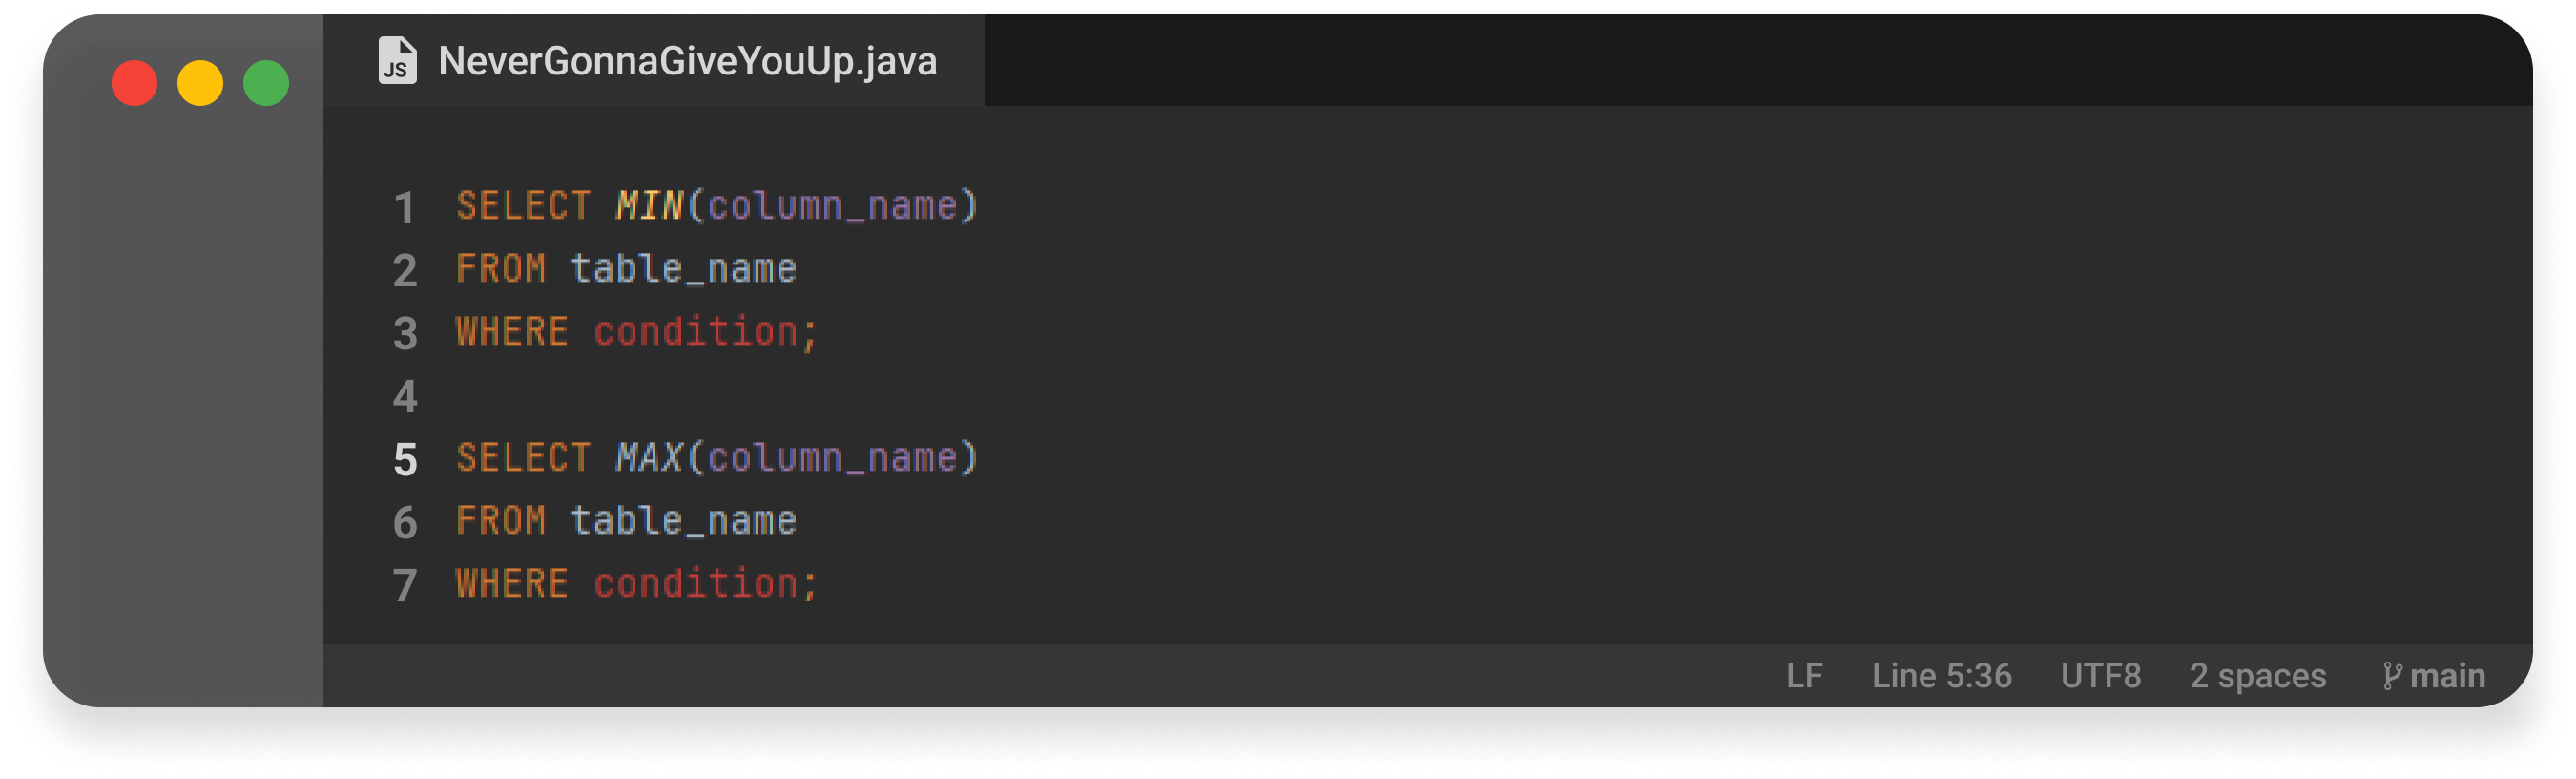 JS NeverGonnaGiveYouUp.java
1 SELECT MIN(column_name)
2 FROM table_name
3 WHERE condition;
4
5 SELECT MAX(column_name)
6 FROM table_name
7 WHERE condition;
LF Line 5:36 UTF8 2 spaces main